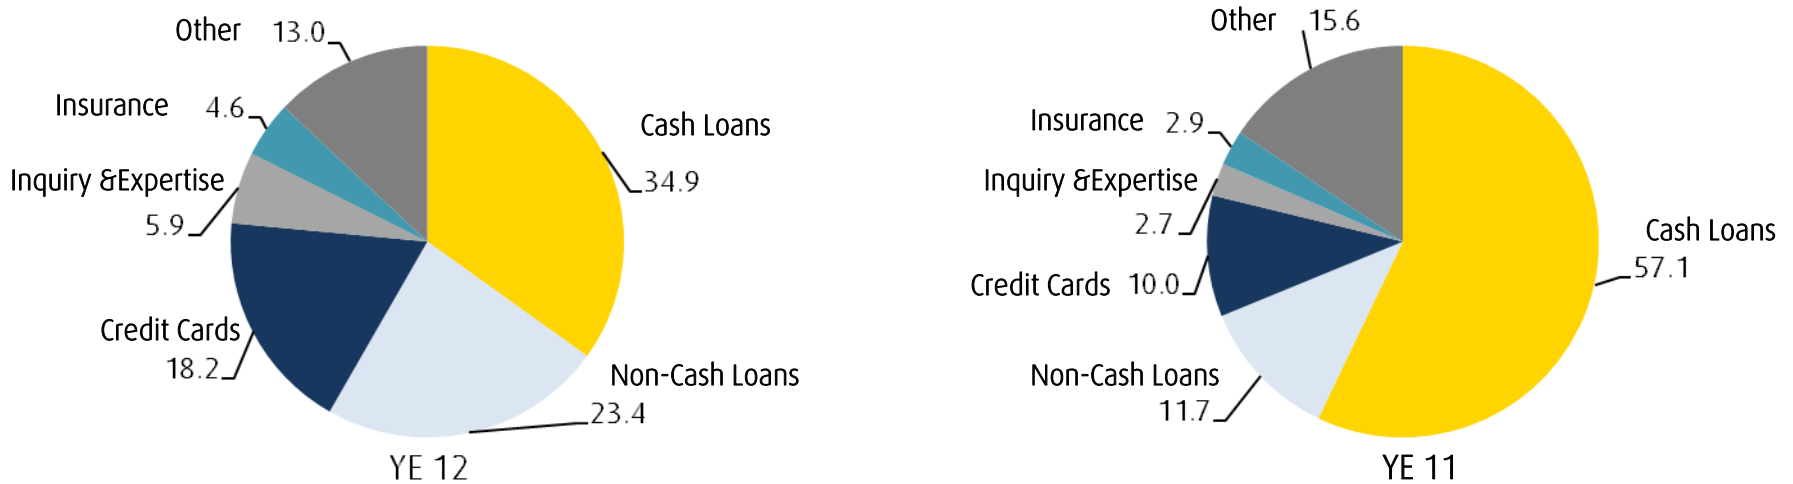 Other 13.0
Insurance 4.6
Inquiry &Expertise
5.9
Credit Cards
18.2
Cash Loans
34.9
Non-Cash Loans
23.4
YE 12
Other 15.6
Insurance 2.9
Inquiry &Expertise
2.7
Credit Cards 10.0
Non-Cash Loans
11.7
Cash Loans
57.1
YE 11